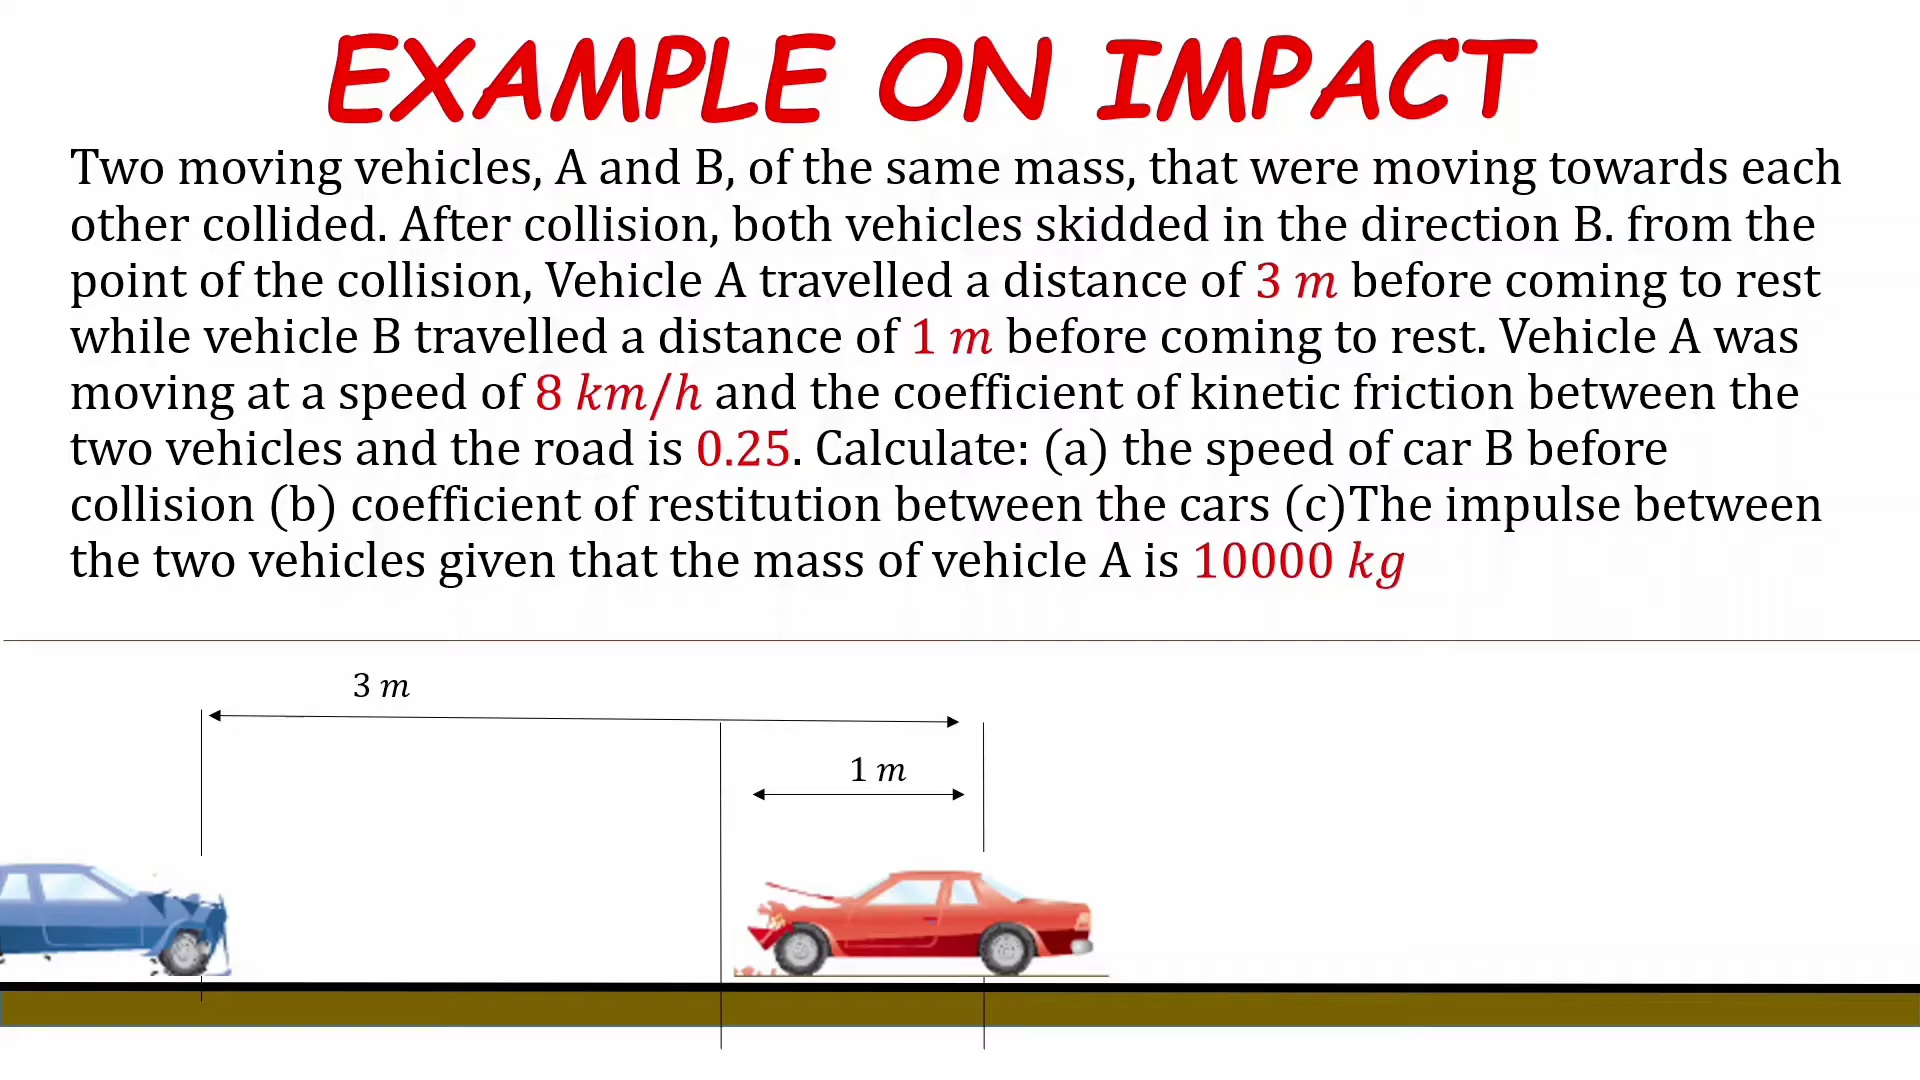 EXAMPLE ON IMPACT
Two moving vehicles, A and B, of the same mass, that were moving towards each
other collided. After collision, both vehicles skidded in the direction B. from the
point of the collision, Vehicle A travelled a distance of 3 m before coming to rest
while vehicle B travelled a distance of 1 m before coming to rest. Vehicle A was
moving at a speed of 8 km/h and the coefficient of kinetic friction between the
two vehicles and the road is 0.25. Calculate: (a) the speed of car B before
collision (b) coefficient of restitution between the cars (c)The impulse between
the two vehicles given that the mass of vehicle A is 10000 kg
3 m
1 m